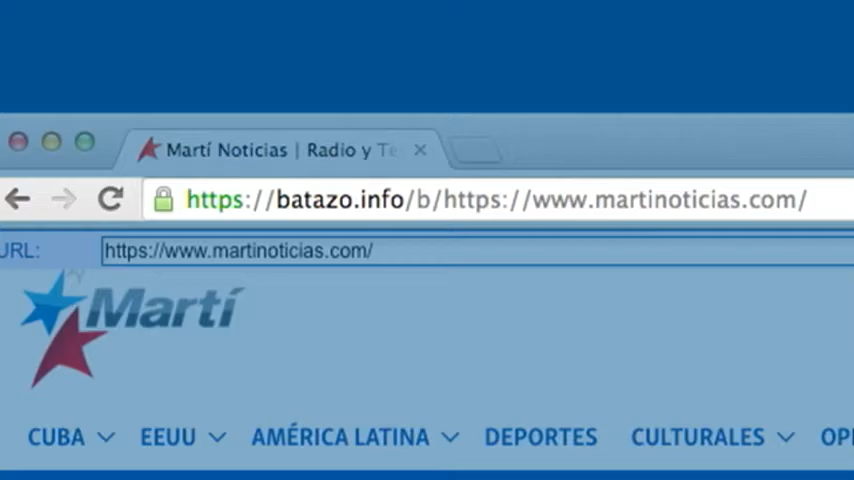 Martí Noticias | Radio y Te
https://batazo.info/b/https://www.martinoticias.com/
URL: https://www.martinoticias.com/
Martí
CUBA EEUU AMÉRICA LATINA DEPORTES CULTURALES OPI